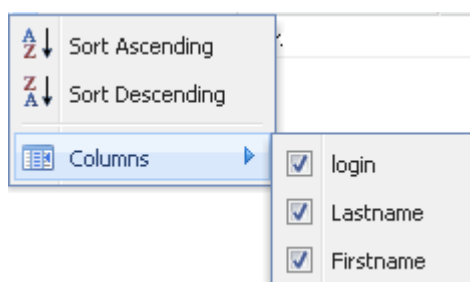 Sort Ascending
Sort Descending
Columns
login
Lastname
Firstname